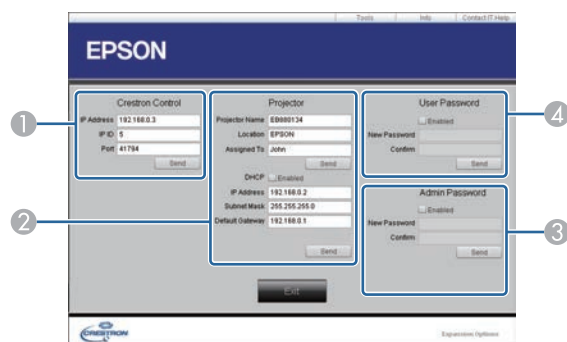 Tools Info Contact IT Help
EPSON
Crestron Control
IP Address 192.168.0.3
IP ID 5
Port 41794
Send
Projector
Projector Name EB880134
Location EPSON
Assigned To John
Send
DHCP Enabled
IP Address 192.168.0.2
Subnet Mask 255.255.255.0
Default Gateway 192.168.0.1
Send
User Password
Enabled
New Password
Confirm
Send
Admin Password
Enabled
New Password
Confirm
Send
Exit
CRESTRON
Expansion Options
1
2
4
3